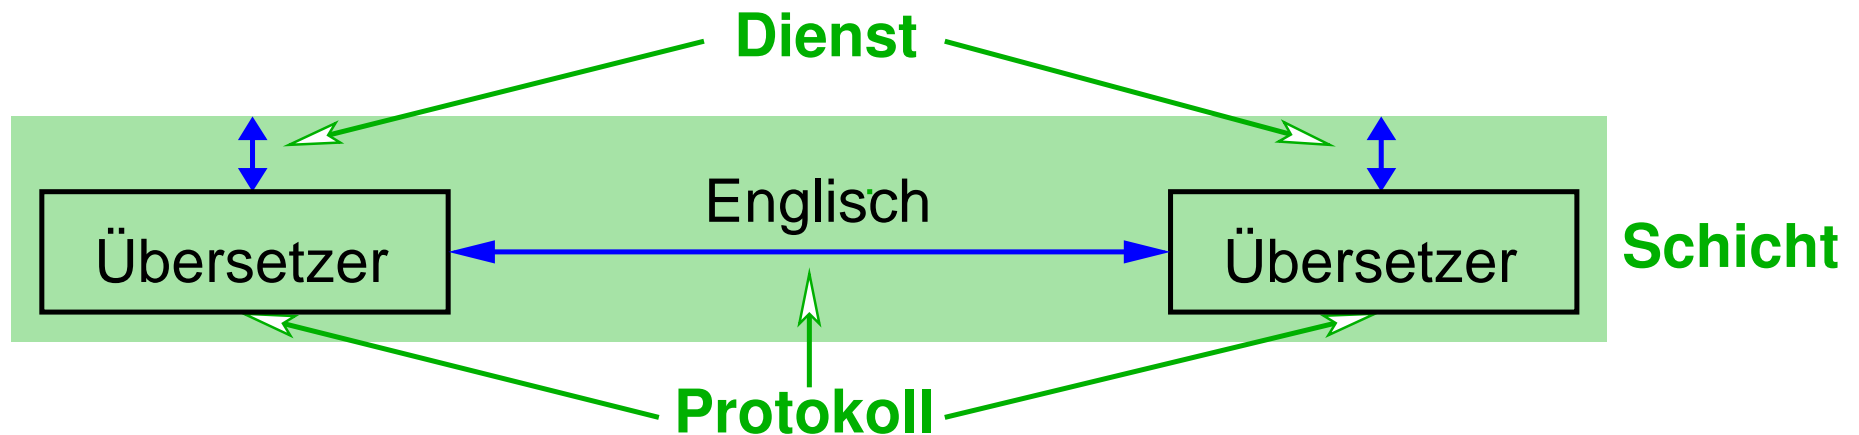 Dienst
Englisch
Übersetzer
Übersetzer
Schicht
Protokoll